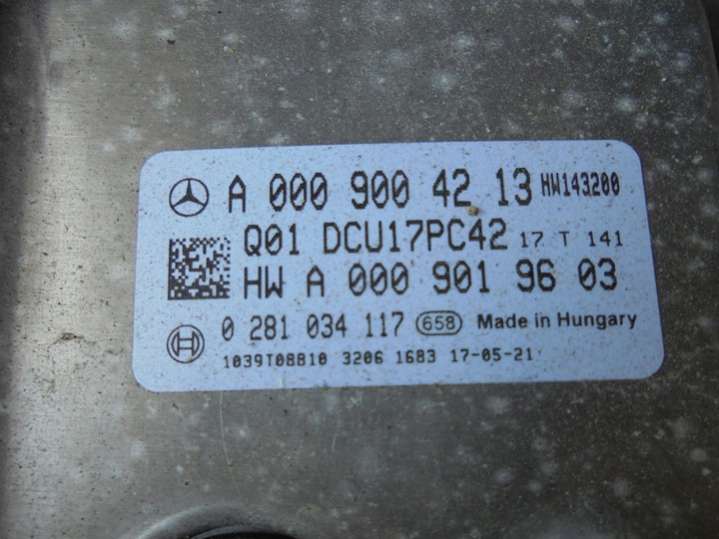 A 000 900 42 13 HW143200
Q01 DCU17PC42 17 T 141
HW A 000 901 96 03
0 281 034 117 658 Made in Hungary
1039T08810 3206 1683 17-05-21